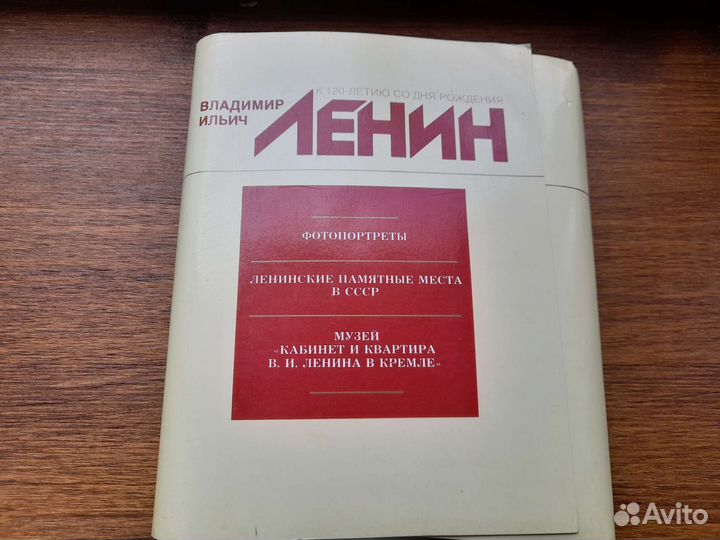 К 120-ЛЕТИЮ СО ДНЯ РОЖДЕНИЯ
ВЛАДИМИР
ИЛЬИЧ
ЛЕНИН
ФОТОПОРТРЕТЫ
ЛЕНИНСКИЕ ПАМЯТНЫЕ МЕСТА
В СССР
МУЗЕЙ
«КАБИНЕТ И КВАРТИРА
В. И. ЛЕНИНА В КРЕМЛЕ»
Avito